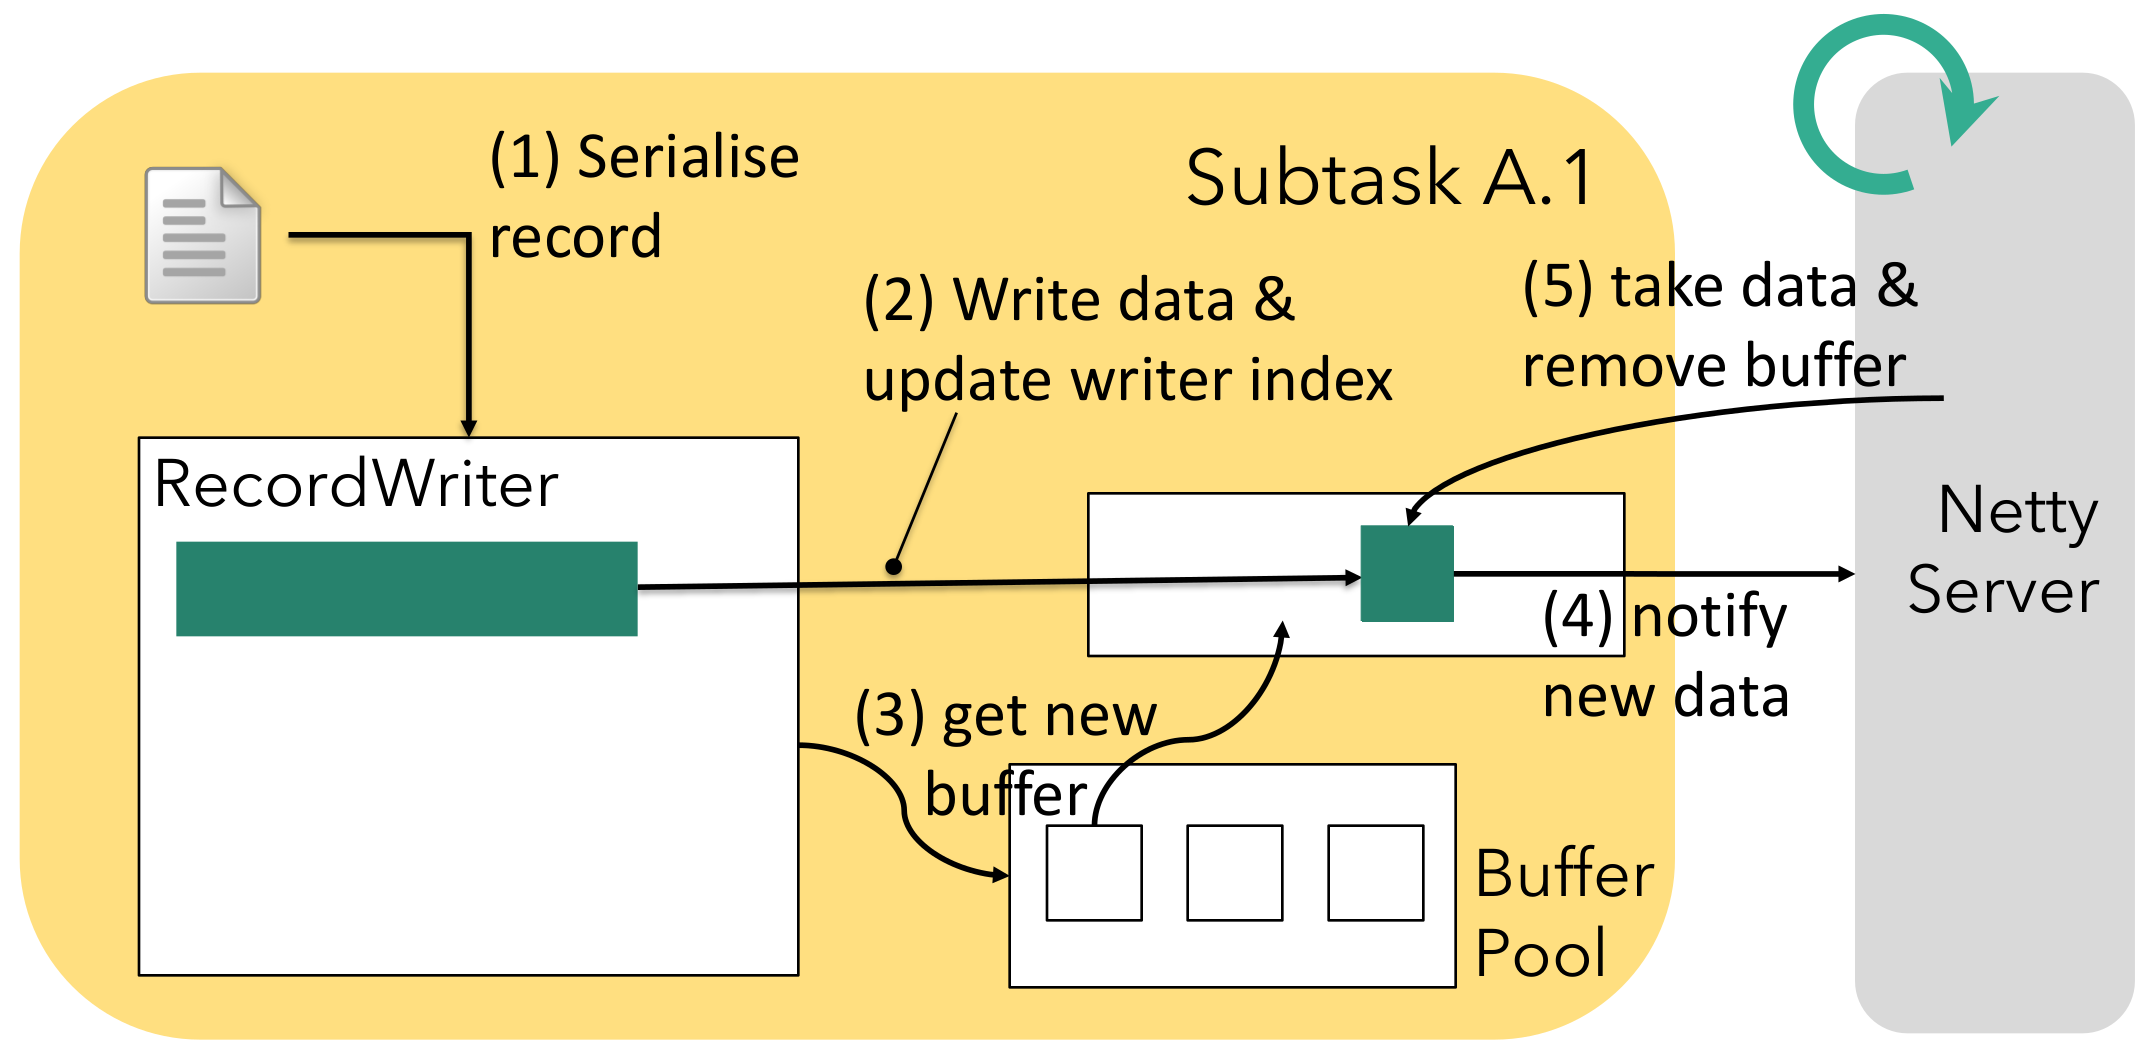 (1) Serialise
record
Subtask A.1
(2) Write data &
update writer index
(5) take data &
remove buffer
RecordWriter
Netty
Server
(4) notify
new data
(3) get new
buffer
Buffer
Pool